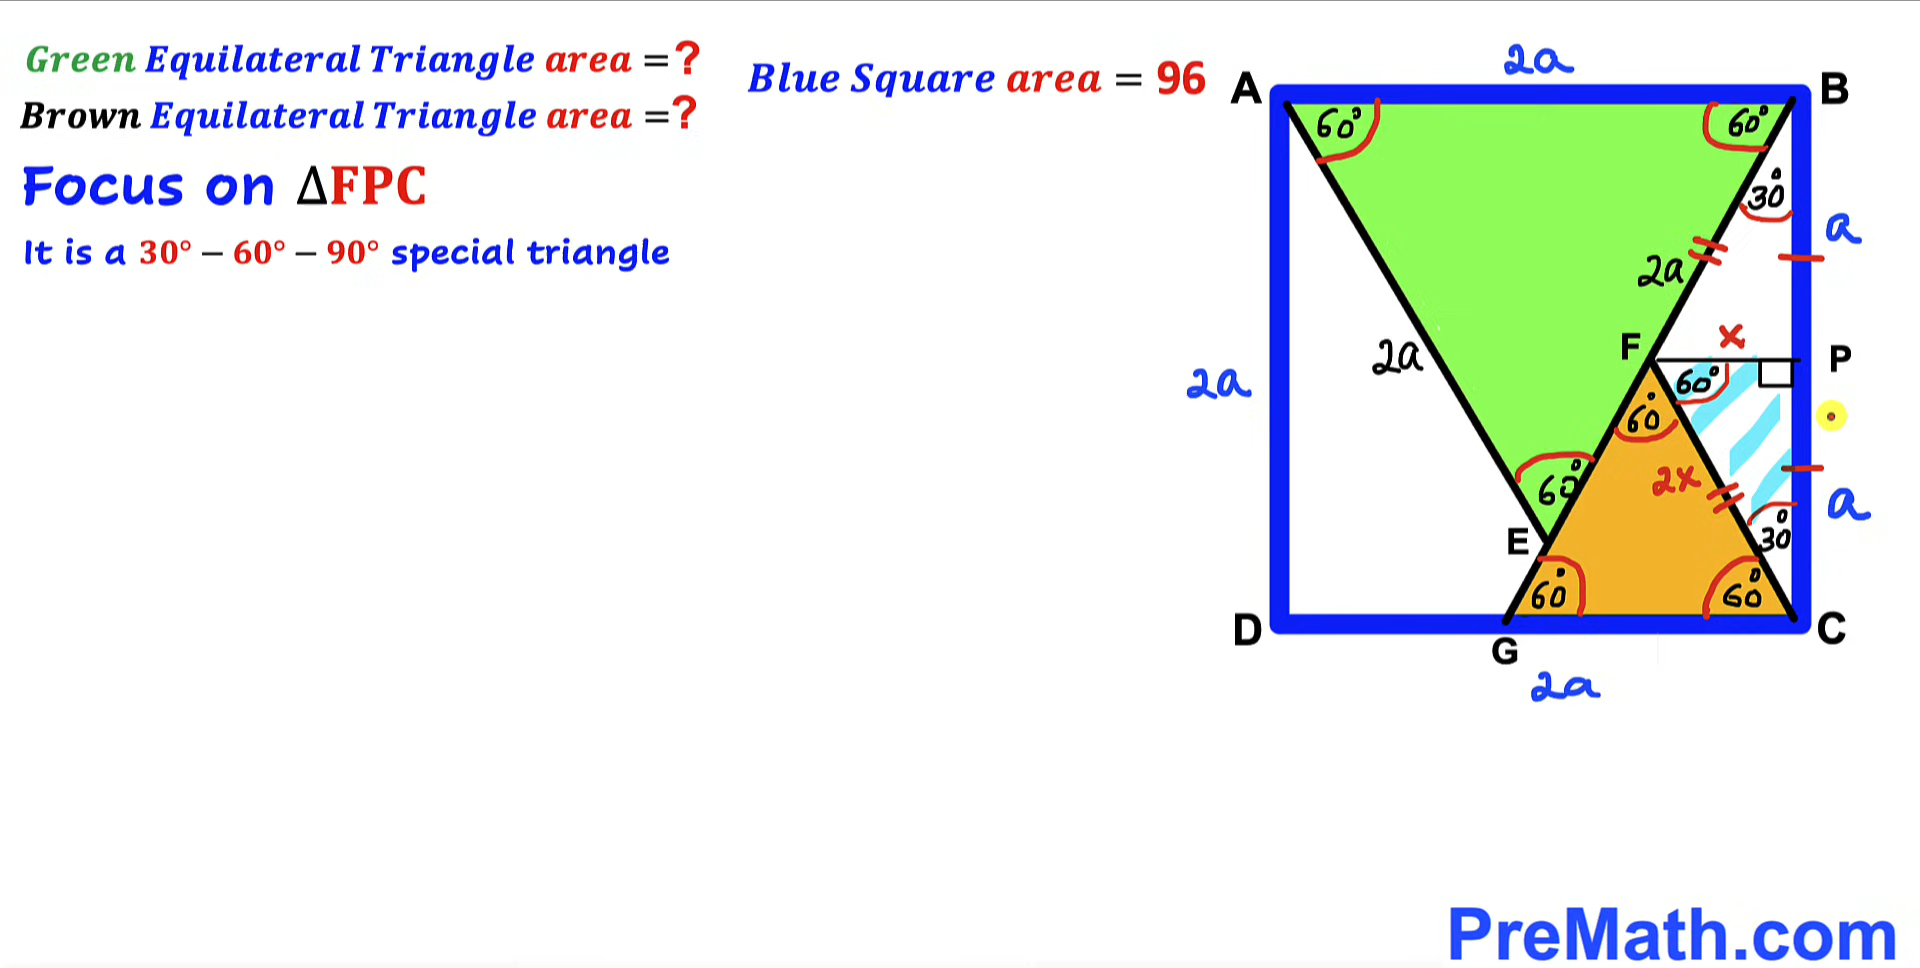 Green Equilateral Triangle area = ?
Brown Equilateral Triangle area = ?
Focus on ΔFPC
It is a 30° – 60° – 90° special triangle
Blue Square area = 96
2a
A
B
60°
60°
30°
a
2a
2a
2a
F
x
P
60°
60°
2x
60°
a
30°
E
60°
60°
D
C
G
2a
PreMath.com